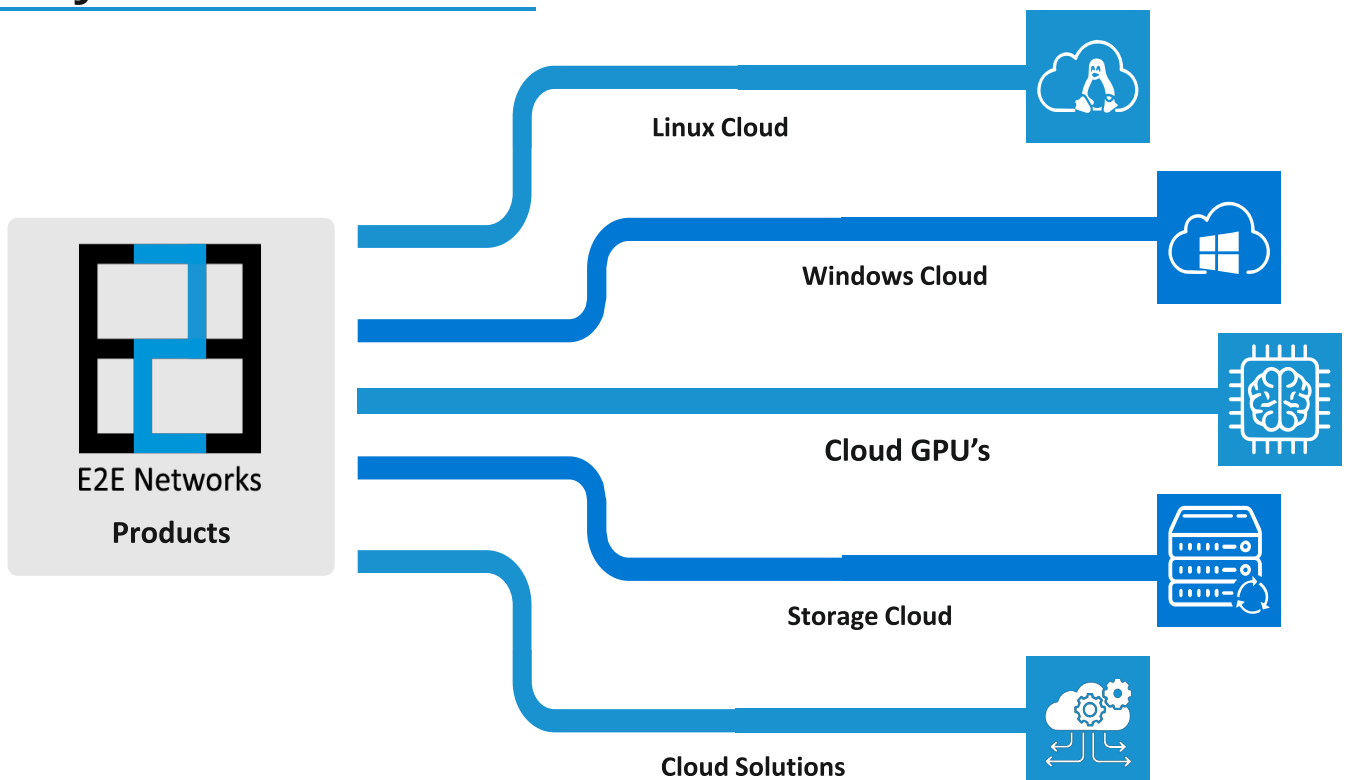 Linux Cloud
Windows Cloud
Cloud GPU’s
E2E Networks
Products
Storage Cloud
Cloud Solutions